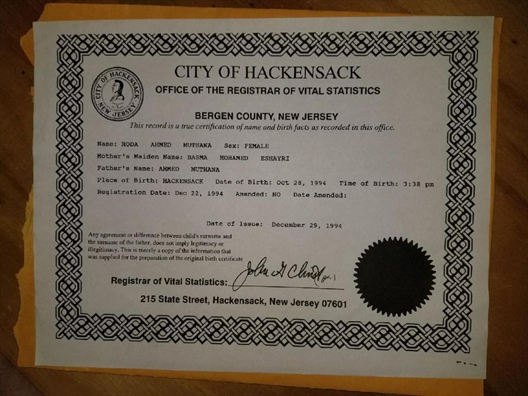 CITY OF HACKENSACK
NEW JERSEY
CITY OF HACKENSACK
OFFICE OF THE REGISTRAR OF VITAL STATISTICS
BERGEN COUNTY, NEW JERSEY
This record is a true certification of name and birth facts as recorded in this office.
Name: HODA AHMED MUTHANA Sex: FEMALE
Mother's Maiden Name: BASMA MOHAMED ESHAYRI
Father's Name: AHMED MUTHANA
Place of Birth: HACKENSACK Date of Birth: Oct 28, 1994 Time of Birth: 3:38 pm
Registration Date: Dec 22, 1994 Amended: NO Date Amended:
Date of issue: December 29, 1994
Any agreement or difference between child's surname and
the surname of the father, does not imply legitimacy or
illegitimacy. This is merely a copy of the information that
was supplied for the preparation of the original birth certificate
Registrar of Vital Statistics:
215 State Street, Hackensack, New Jersey 07601